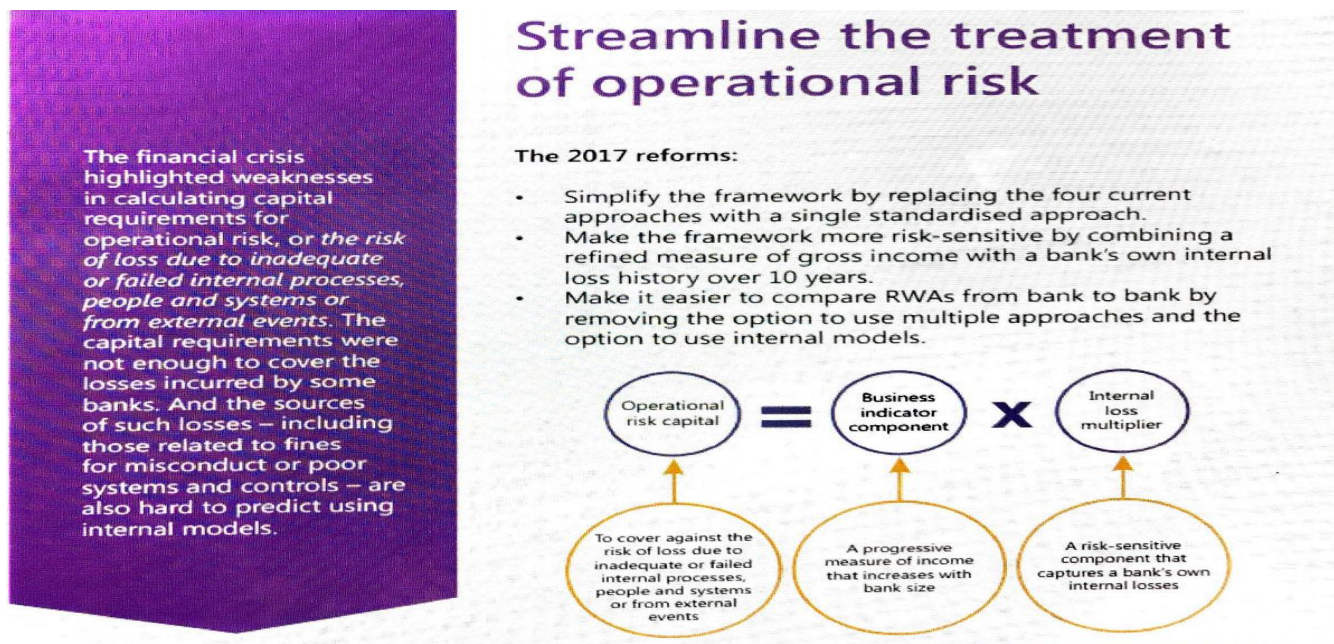 Streamline the treatment
of operational risk
The financial crisis
highlighted weaknesses
in calculating capital
requirements for
operational risk, or the risk
of loss due to inadequate
or failed internal processes,
people and systems or
from external events. The
capital requirements were
not enough to cover the
losses incurred by some
banks. And the sources
of such losses – including
those related to fines
for misconduct or poor
systems and controls – are
also hard to predict using
internal models.
The 2017 reforms:
• Simplify the framework by replacing the four current
approaches with a single standardised approach.
• Make the framework more risk-sensitive by combining a
refined measure of gross income with a bank's own internal
loss history over 10 years.
• Make it easier to compare RWAs from bank to bank by
removing the option to use multiple approaches and the
option to use internal models.
Operational
risk capital
=
Business
indicator
component
x
Internal
loss
multiplier
To cover against the
risk of loss due to
inadequate or failed
internal processes,
people and systems
or from external
events
A progressive
measure of income
that increases with
bank size
A risk-sensitive
component that
captures a bank's own
internal losses